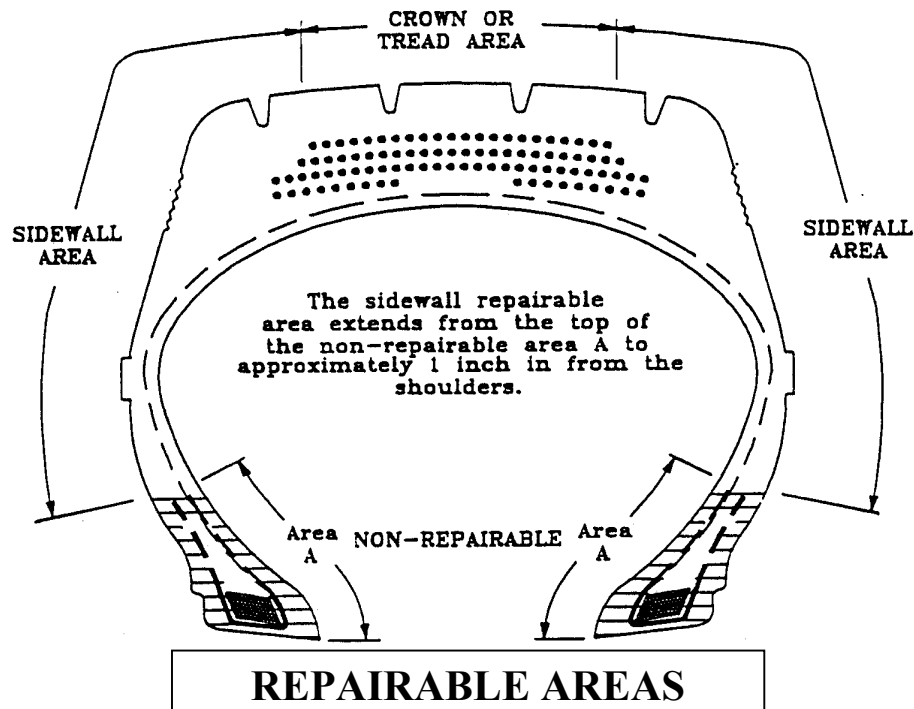 CROWN OR
TREAD AREA
SIDEWALL
AREA
SIDEWALL
AREA
The sidewall repairable
area extends from the top of
the non-repairable area A to
approximately 1 inch in from the
shoulders.
Area
A
NON-REPAIRABLE
Area
A
REPAIRABLE AREAS